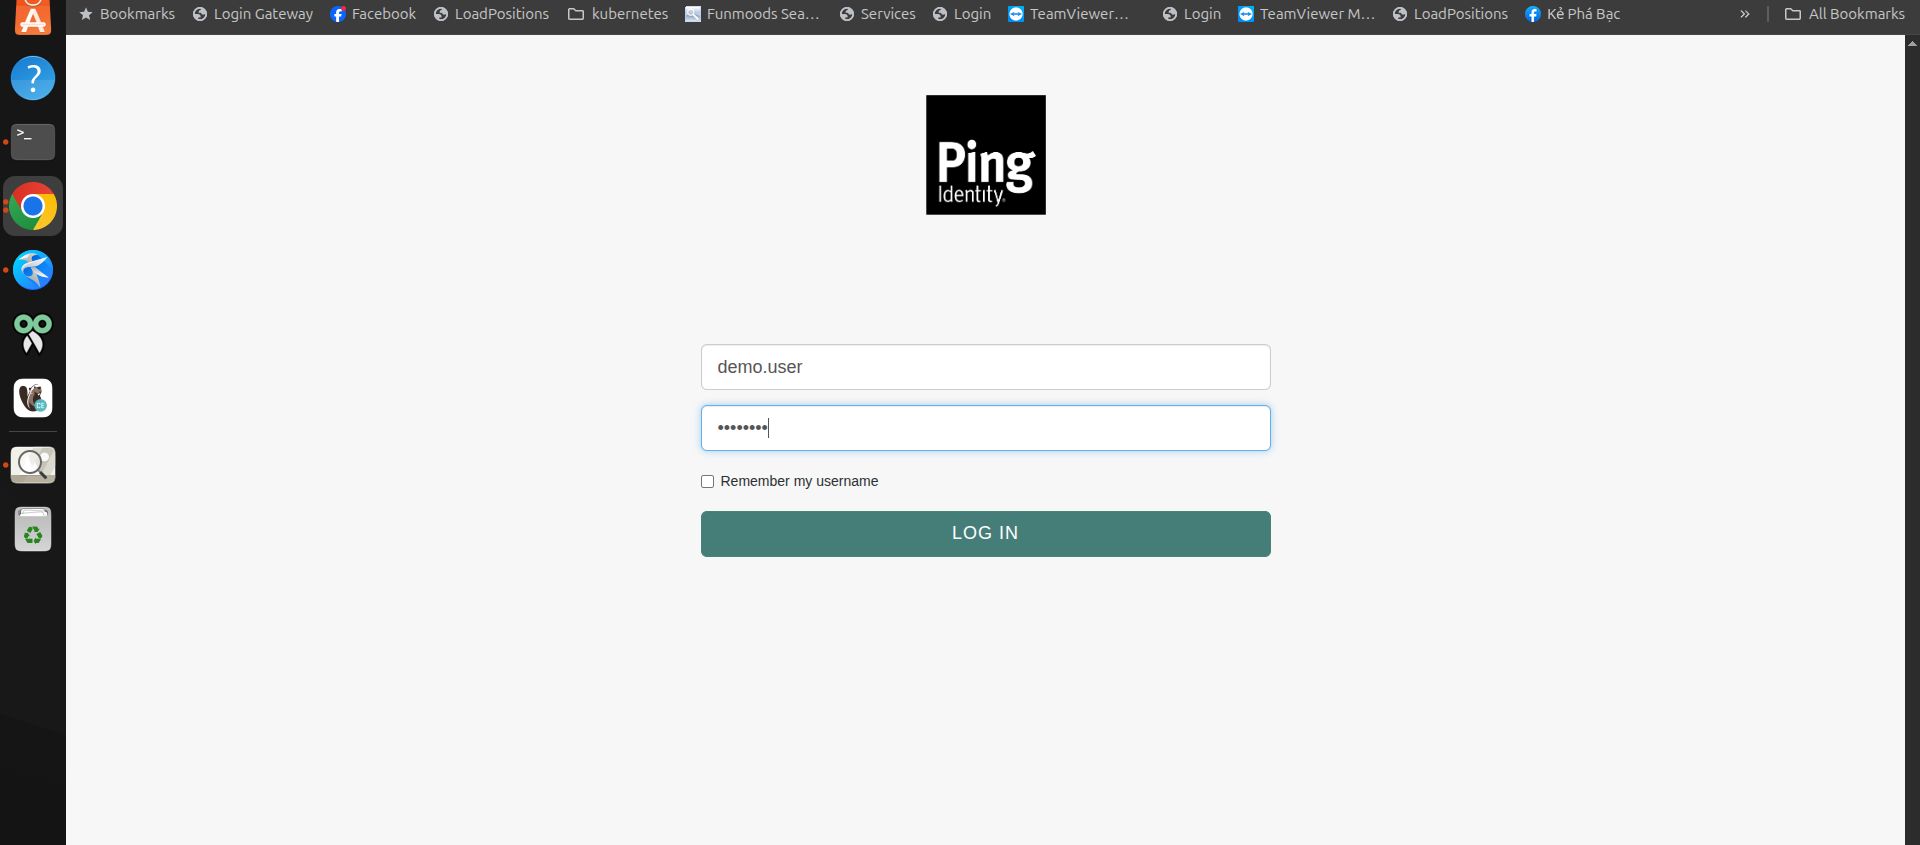 Bookmarks Login Gateway Facebook LoadPositions kubernetes Funmoods Sea... Services Login TeamViewer... Login TeamViewer M... LoadPositions Kẻ Phá Bạc » All Bookmarks
?
>_
Ping
Identity®
demo.user
••••••••
Remember my username
LOG IN